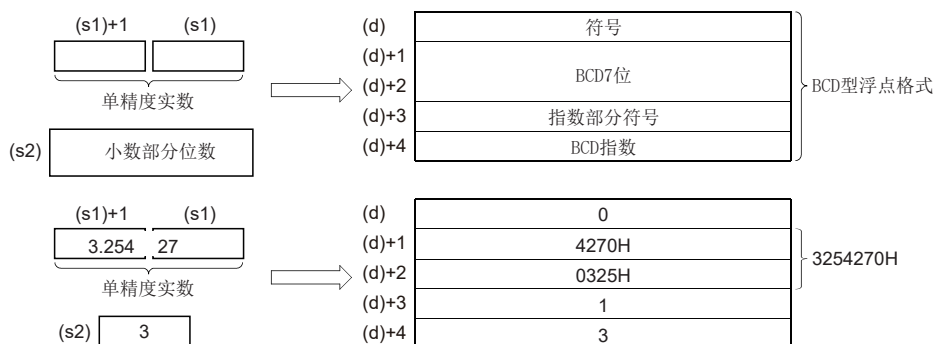 (s1)+1 (s1)
单精度实数
(s2) 小数部分位数
(d) 符号
(d)+1
(d)+2 BCD7位
(d)+3 指数部分符号
(d)+4 BCD指数
BCD型浮点格式
(s1)+1 (s1)
3.254 27
单精度实数
(s2) 3
(d) 0
(d)+1 4270H
(d)+2 0325H
(d)+3 1
(d)+4 3
3254270H